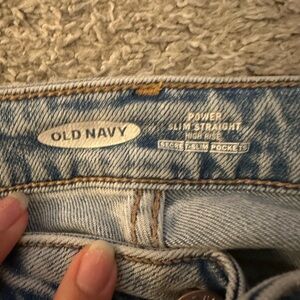 OLD NAVY
POWER
SLIM STRAIGHT
HIGH RISE
SECRET-SLIM POCKETS